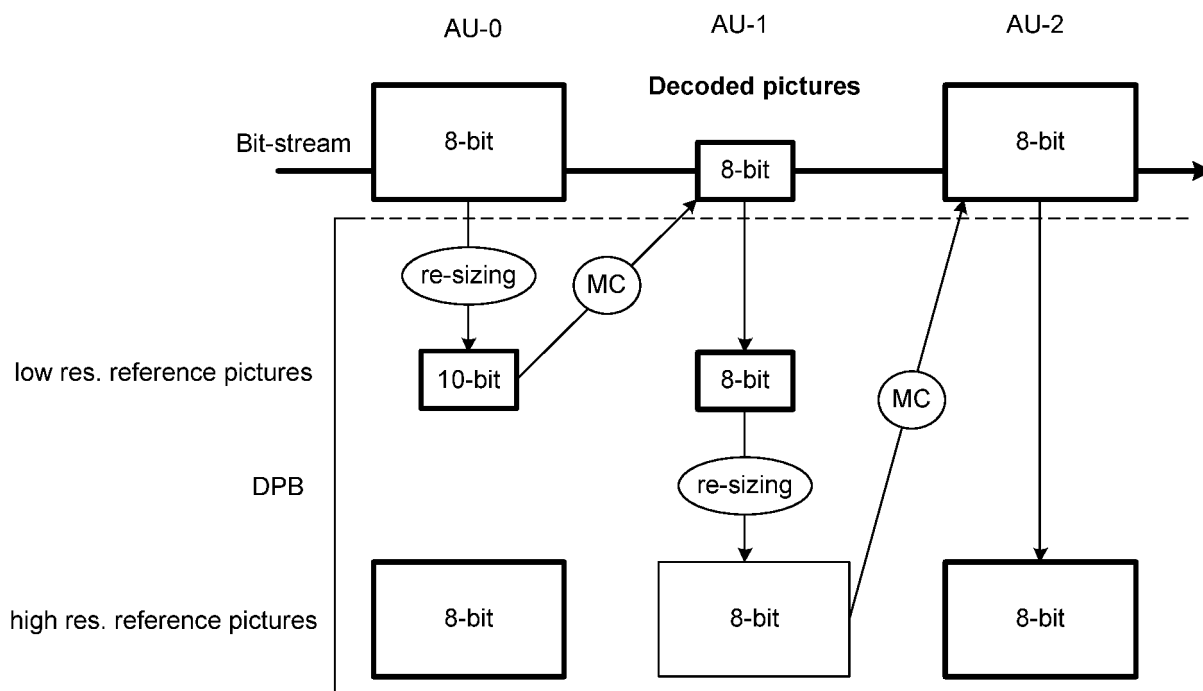 AU-0
AU-1
AU-2
Decoded pictures
Bit-stream
8-bit
8-bit
8-bit
re-sizing
MC
low res. reference pictures
10-bit
8-bit
MC
DPB
re-sizing
high res. reference pictures
8-bit
8-bit
8-bit